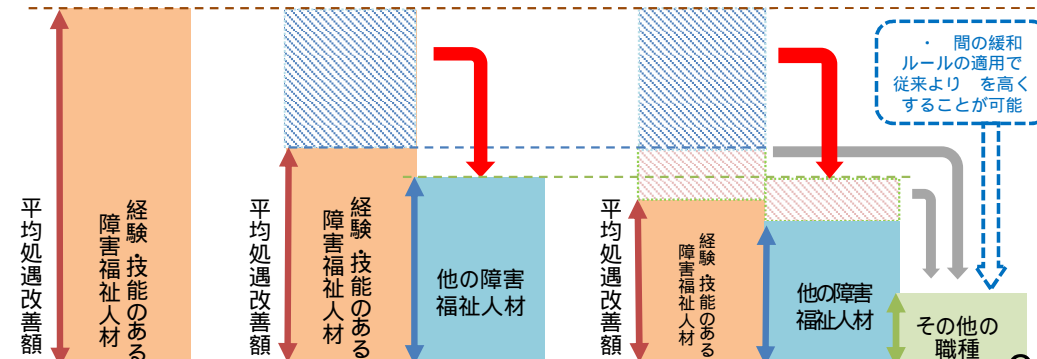 ・　間の緩和
ルールの適用で
従来より　を高く
することが可能
平均処遇改善額
経験・技能のある
障害福祉人材
平均処遇改善額
経験・技能のある
障害福祉人材
他の障害
福祉人材
平均処遇改善額
経験・技能のある
障害福祉人材
他の障害
福祉人材
その他の
職種